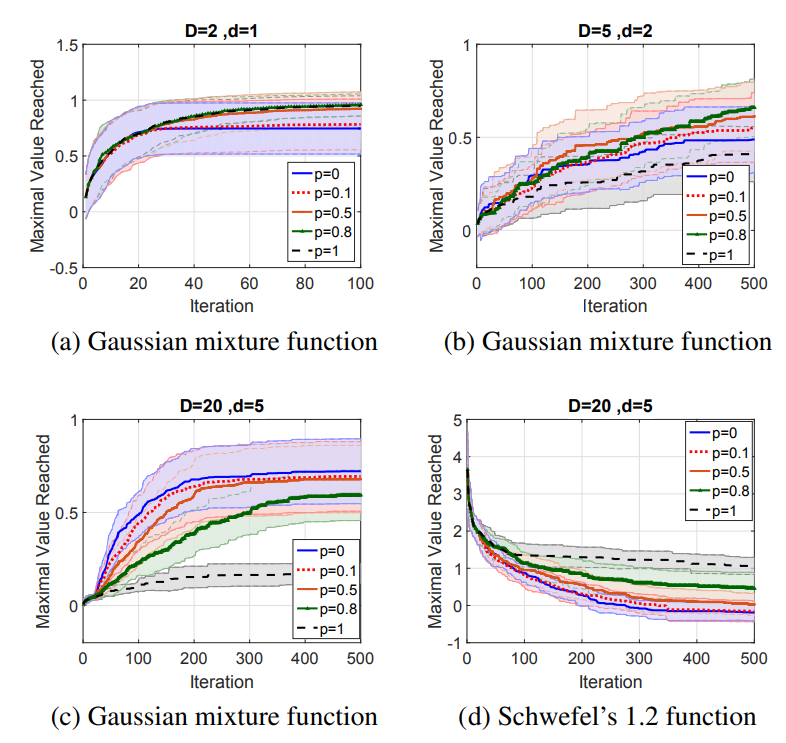 D=2 ,d=1
1.5
1
0.5
0
-0.5
Maximal Value Reached
0 20 40 60 80 100
Iteration
p=0
p=0.1
p=0.5
p=0.8
p=1
(a) Gaussian mixture function
D=5 ,d=2
1
0.5
0
Maximal Value Reached
0 100 200 300 400 500
Iteration
p=0
p=0.1
p=0.5
p=0.8
p=1
(b) Gaussian mixture function
D=20 ,d=5
1
0.5
0
Maximal Value Reached
0 100 200 300 400 500
Iteration
p=0
p=0.1
p=0.5
p=0.8
p=1
(c) Gaussian mixture function
D=20 ,d=5
5
4
3
2
1
0
-1
Maximal Value Reached
0 100 200 300 400 500
Iteration
p=0
p=0.1
p=0.5
p=0.8
p=1
(d) Schwefel’s 1.2 function